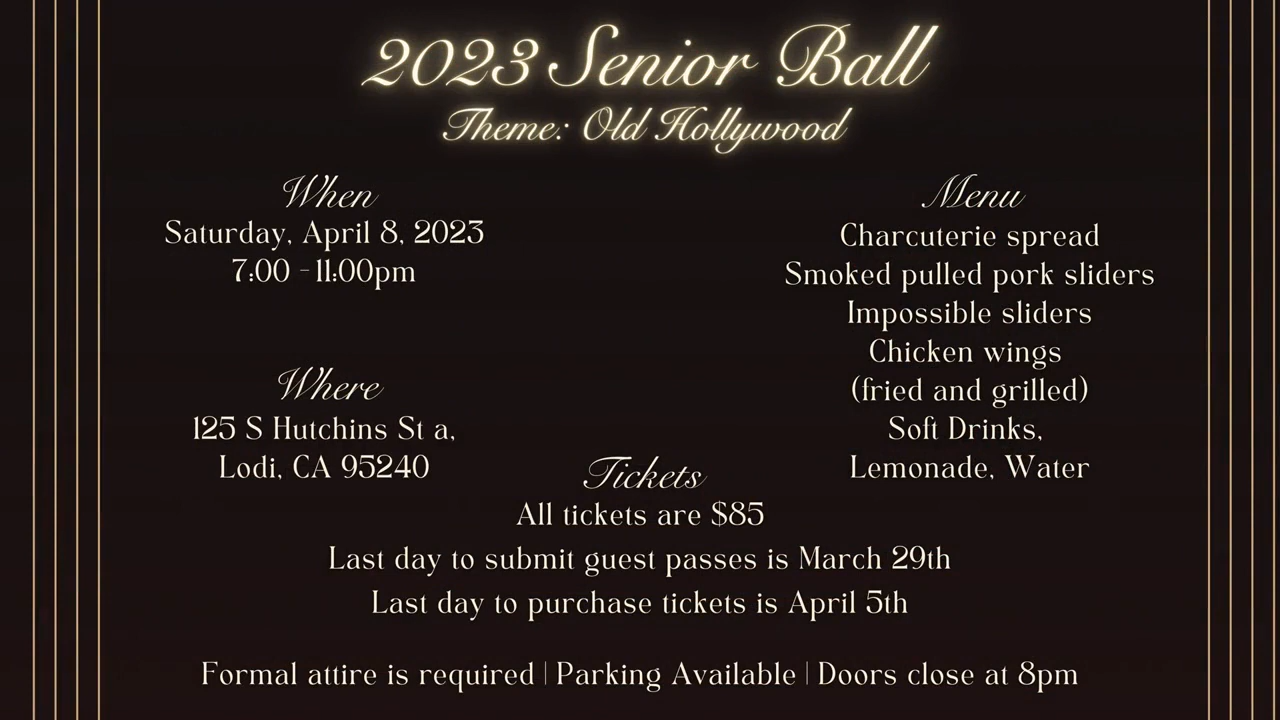 2023 Senior Ball
Theme: Old Hollywood
When
Saturday, April 8, 2023
7:00 - 11:00pm
Where
125 S Hutchins St a,
Lodi, CA 95240
Menu
Charcuterie spread
Smoked pulled pork sliders
Impossible sliders
Chicken wings
(fried and grilled)
Soft Drinks,
Lemonade, Water
Tickets
All tickets are $85
Last day to submit guest passes is March 29th
Last day to purchase tickets is April 5th
Formal attire is required | Parking Available | Doors close at 8pm